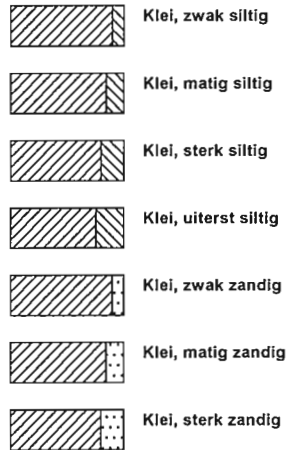 Klei, zwak siltig
Klei, matig siltig
Klei, sterk siltig
Klei, uiterst siltig
Klei, zwak zandig
Klei, matig zandig
Klei, sterk zandig